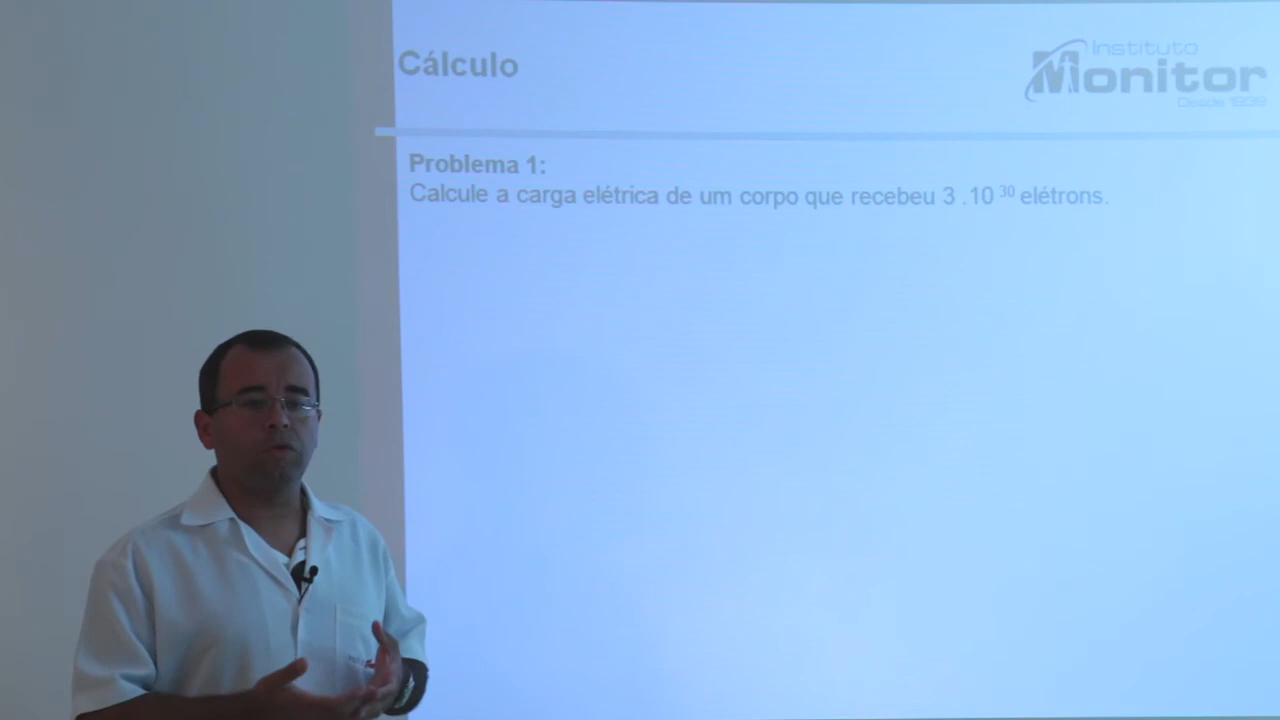 Cálculo
Instituto
Monitor
Desde 1939
Problema 1:
Calcule a carga elétrica de um corpo que recebeu 3 .10 ³⁰ elétrons.